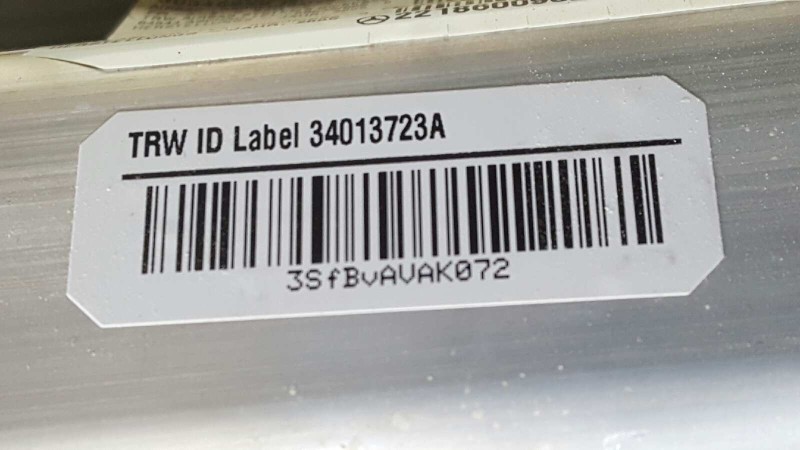 TRW ID Label 34013723A
3SfBvAVAK072